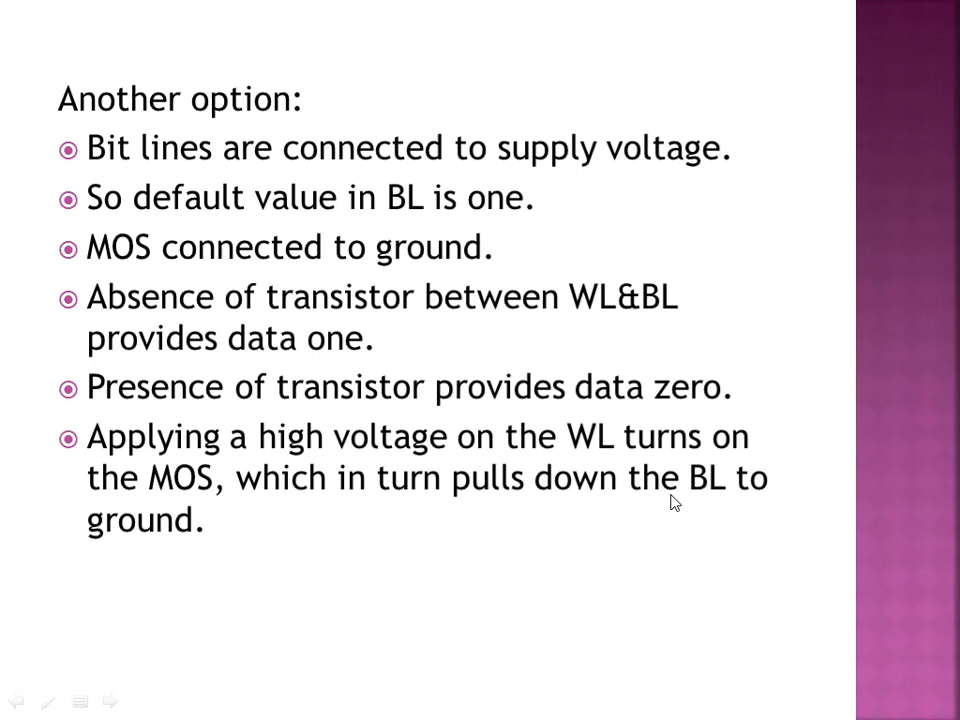 Another option:
Bit lines are connected to supply voltage.
So default value in BL is one.
MOS connected to ground.
Absence of transistor between WL&BL
provides data one.
Presence of transistor provides data zero.
Applying a high voltage on the WL turns on
the MOS, which in turn pulls down the BL to
ground.